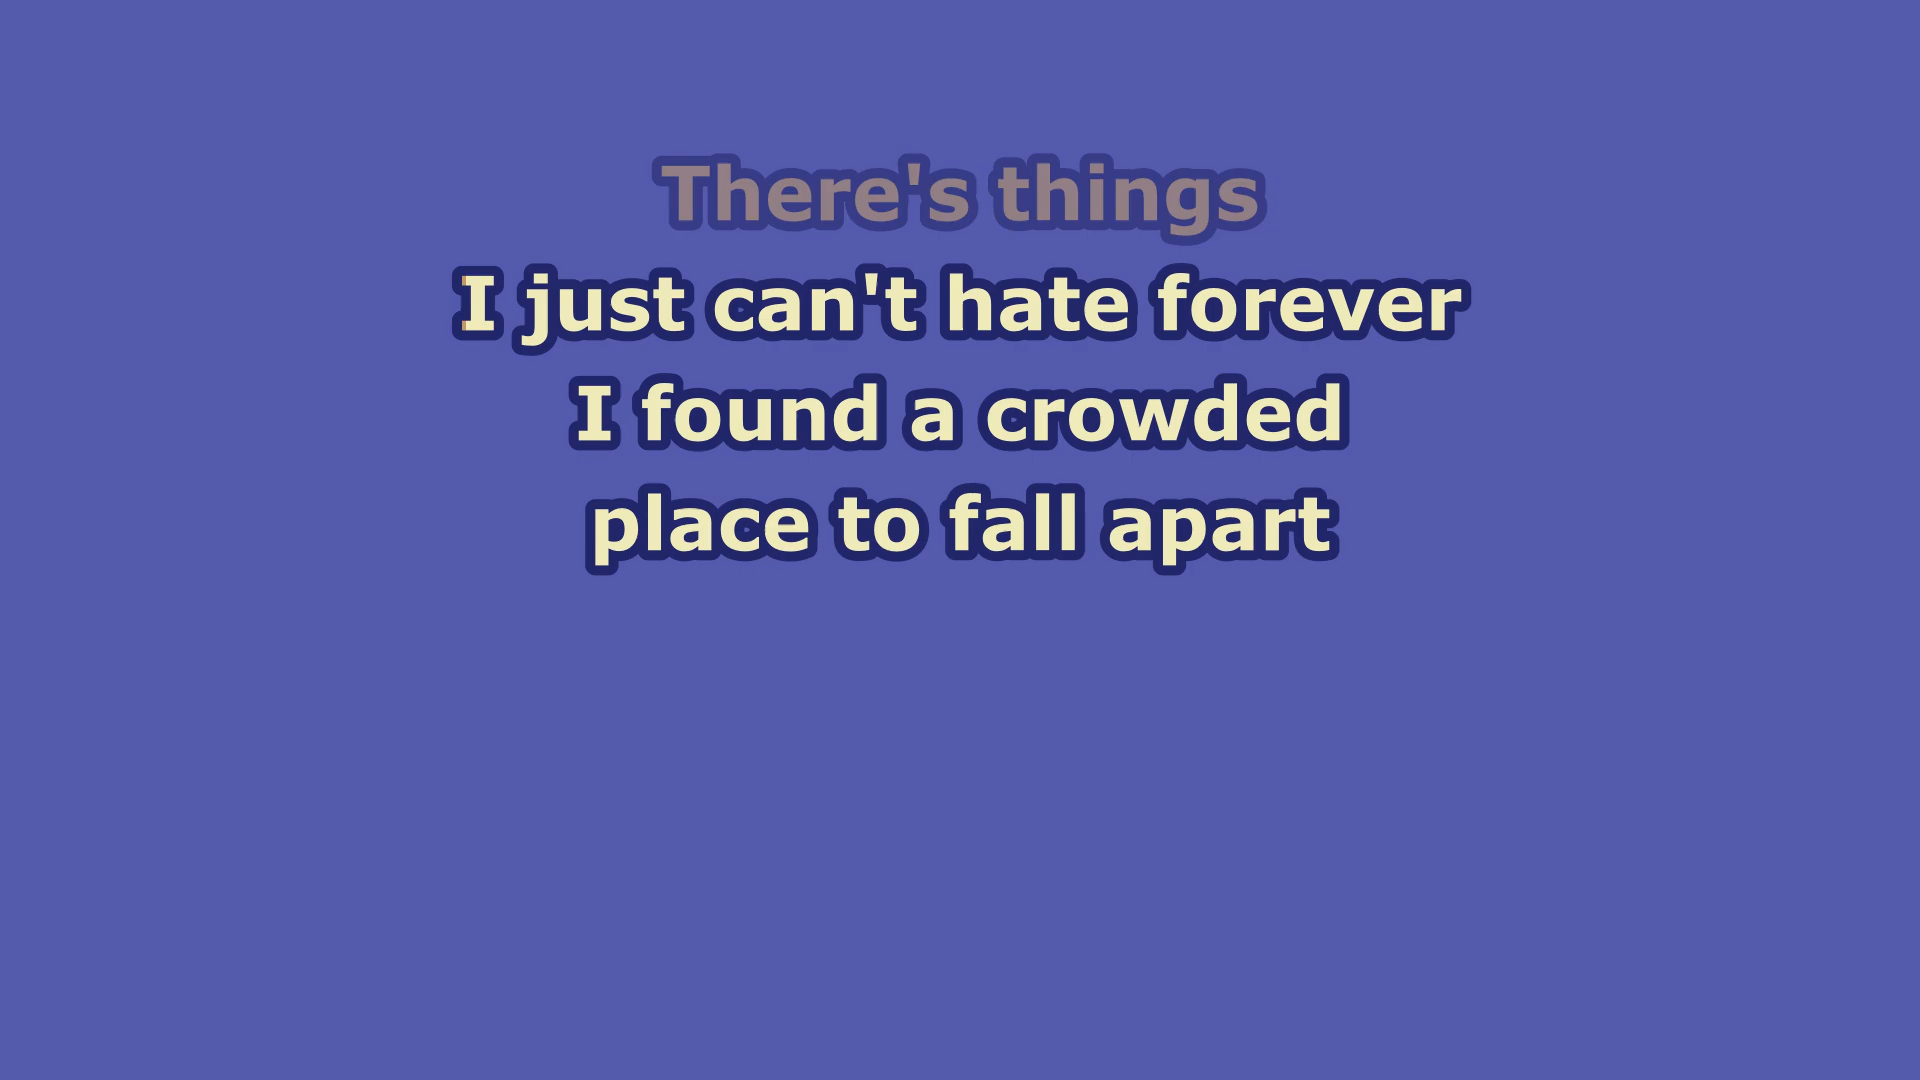 There's things
I just can't hate forever
I found a crowded
place to fall apart